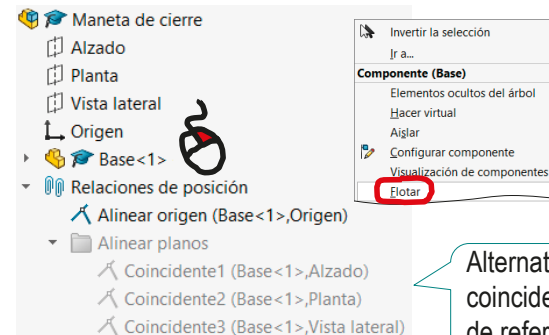 Maneta de cierre
Alzado
Planta
Vista lateral
Origen
Base<1>
Relaciones de posición
Alinear origen (Base<1>,Origen)
Alinear planos
Coincidente1 (Base<1>,Alzado)
Coincidente2 (Base<1>,Planta)
Coincidente3 (Base<1>,Vista lateral)
Invertir la selección
Ir a...
Componente (Base)
Elementos ocultos del árbol
Hacer virtual
Aislar
Configurar componente
Visualización de componentes
Flotar
Alternat
coincide
de refer